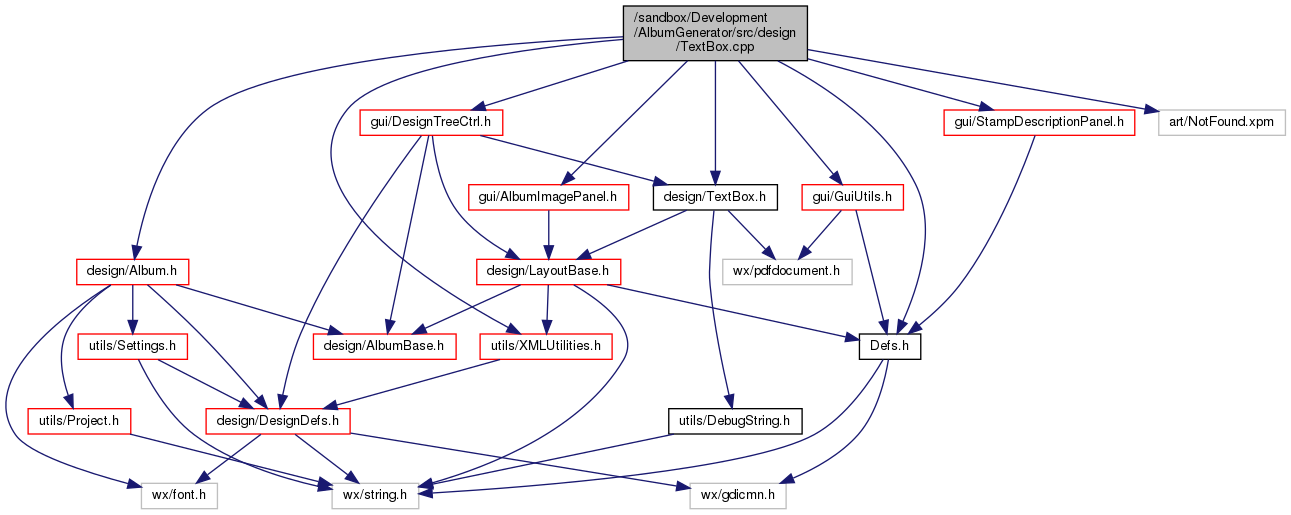 /sandbox/Development
/AlbumGenerator/src/design
/TextBox.cpp
gui/DesignTreeCtrl.h
gui/StampDescriptionPanel.h
art/NotFound.xpm
gui/AlbumImagePanel.h
design/TextBox.h
gui/GuiUtils.h
design/Album.h
design/LayoutBase.h
wx/pdfdocument.h
utils/Settings.h
design/AlbumBase.h
utils/XMLUtilities.h
Defs.h
utils/Project.h
design/DesignDefs.h
utils/DebugString.h
wx/font.h
wx/string.h
wx/gdicmn.h